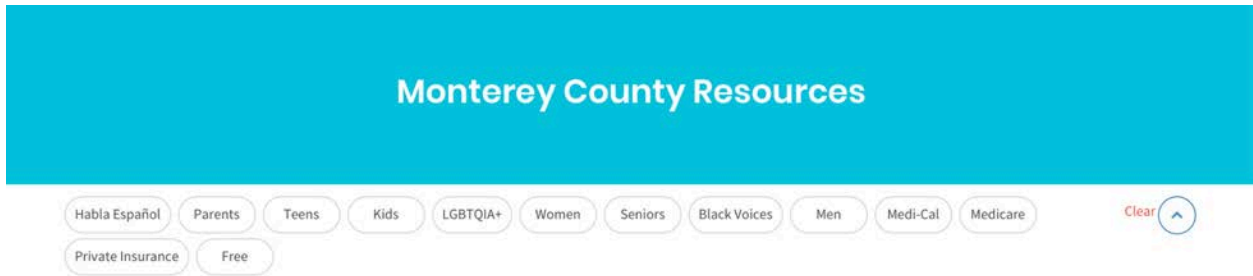 Monterey County Resources
Habla Español Parents Teens Kids LGBTQIA+ Women Seniors Black Voices Men Medi-Cal Medicare Clear
Private Insurance Free